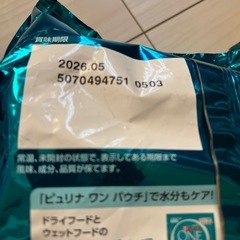 賞味期限
2026.05
5070494751 0503
常温、未開封の状態で、表示してある期限まで
風味、成分、品質が保てます。
「ピュリナ ワン パウチ」で水分もケア!
ドライフードと
ウェットフードの
ONE